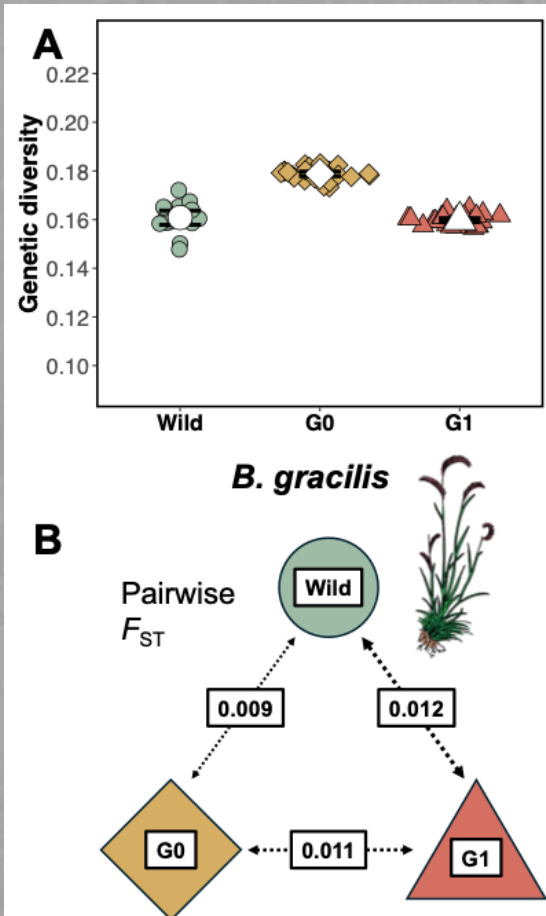 A
Genetic diversity
0.22
0.20
0.18
0.16
0.14
0.12
0.10
Wild
G0
G1
B. gracilis
B
Pairwise
FST
Wild
0.009
0.012
G0
0.011
G1